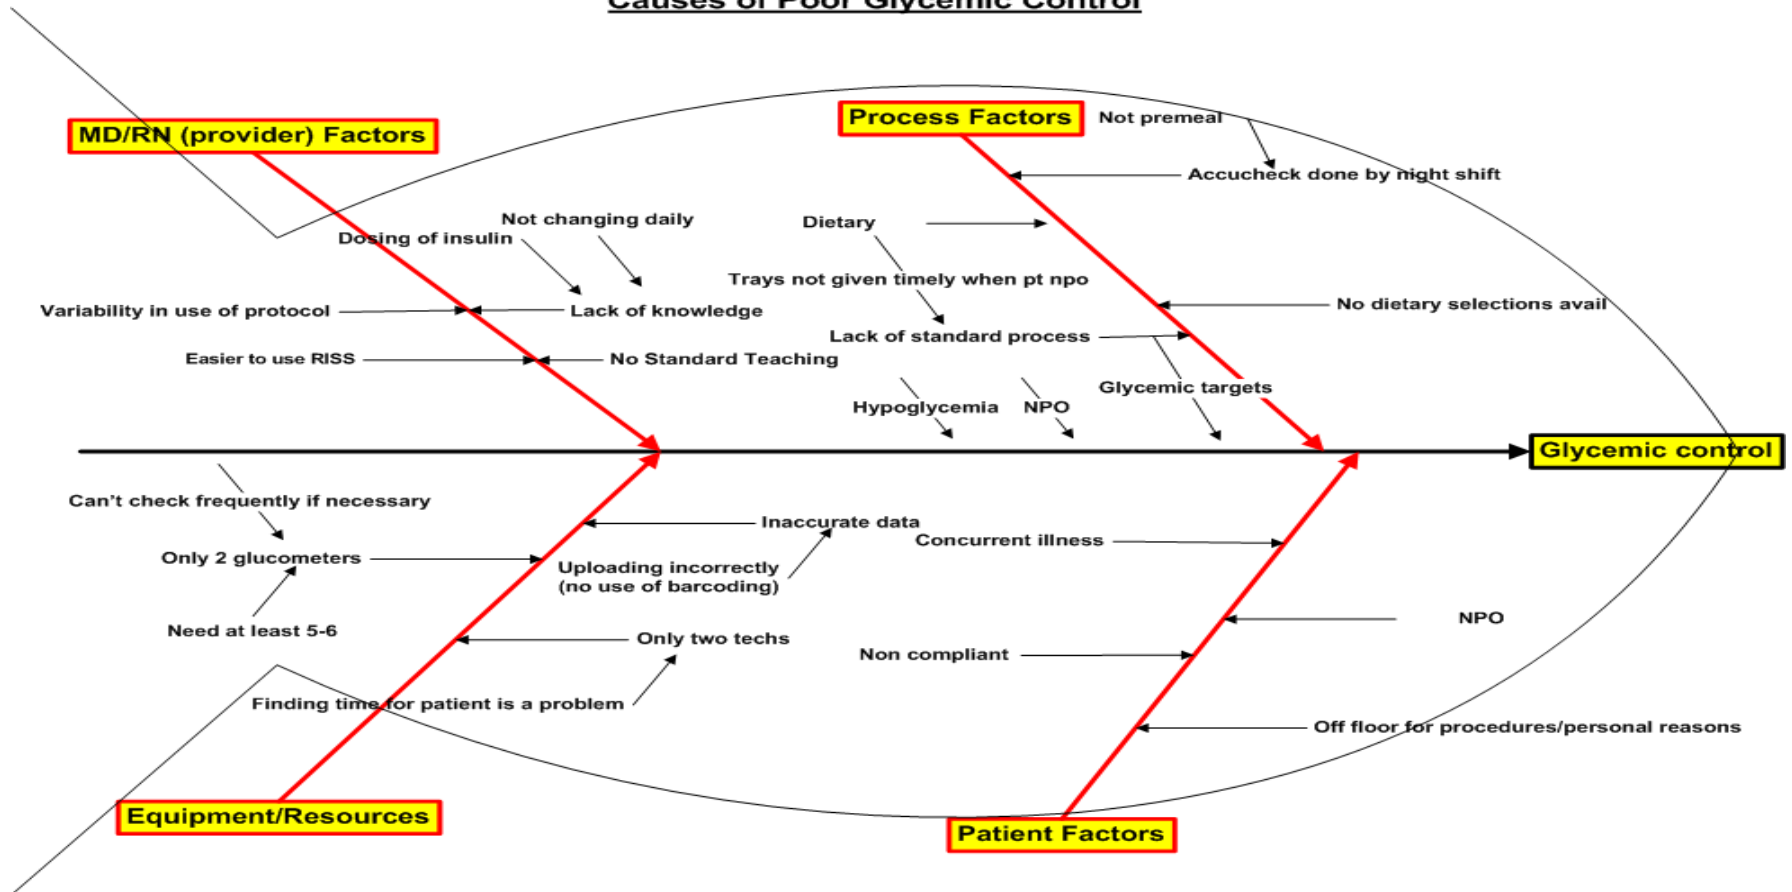 Causes of Poor Glycemic Control
MD/RN (provider) Factors
Process Factors
Not premeal
Accucheck done by night shift
Not changing daily
Dosing of insulin
Dietary
Trays not given timely when pt npo
Variability in use of protocol
Lack of knowledge
No dietary selections avail
Lack of standard process
Easier to use RISS
No Standard Teaching
Glycemic targets
Hypoglycemia
NPO
Glycemic control
Can't check frequently if necessary
Inaccurate data
Concurrent illness
Only 2 glucometers
Uploading incorrectly
(no use of barcoding)
Need at least 5-6
NPO
Only two techs
Non compliant
Finding time for patient is a problem
Off floor for procedures/personal reasons
Equipment/Resources
Patient Factors